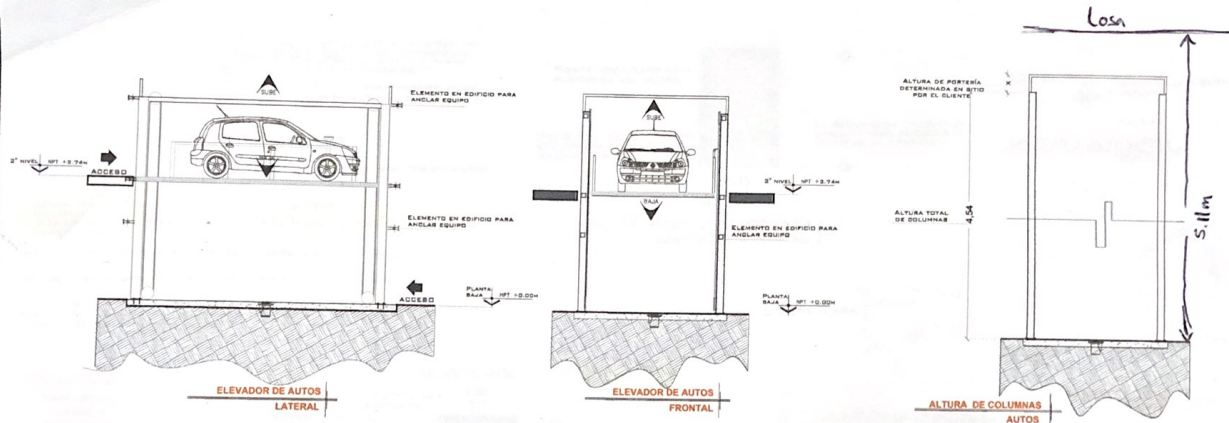 Losa
SUBE
ELEMENTO EN EDIFICIO PARA
ANCLAR EQUIPO
BAJA
2° NIVEL NPT +3.74M
ACCESO
ELEMENTO EN EDIFICIO PARA
ANCLAR EQUIPO
ACCESO
PLANTA
BAJA NPT +0.00M
ELEVADOR DE AUTOS
LATERAL
SUBE
BAJA
2° NIVEL NPT +3.74M
ELEMENTO EN EDIFICIO PARA
ANCLAR EQUIPO
PLANTA
BAJA NPT +0.00M
ELEVADOR DE AUTOS
FRONTAL
ALTURA DE PORTERÍA
DETERMINADA EN SITIO
POR EL CLIENTE
X
ALTURA TOTAL
DE COLUMNAS
4.54
5.11m
ALTURA DE COLUMNAS
AUTOS